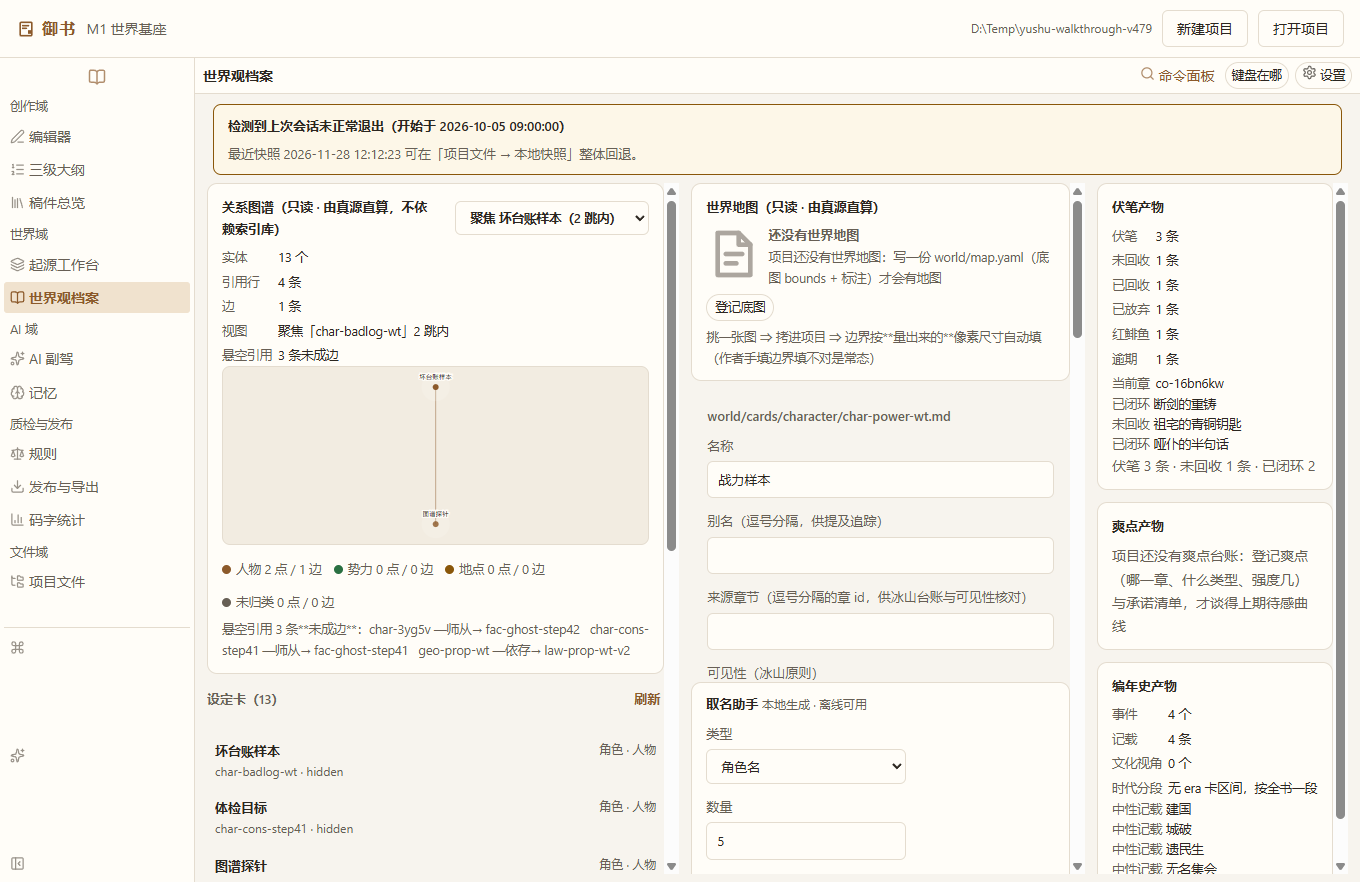 御书 M1 世界基座
D:\Temp\yushu-walkthrough-v479
新建项目
打开项目
创作域
编辑器
三级大纲
稿件总览
世界域
起源工作台
世界观档案
AI 域
AI 副驾
记忆
质检与发布
规则
发布与导出
码字统计
文件域
项目文件
世界观档案
命令面板
键盘在哪
设置
检测到上次会话未正常退出（开始于 2026-10-05 09:00:00）
最近快照 2026-11-28 12:12:23 可在「项目文件 → 本地快照」整体回退。
关系图谱（只读 · 由真源直算，不依
赖索引库）
聚焦 坏台账样本（2 跳内）
实体 13 个
引用行 4 条
边 1 条
视图 聚焦「char-badlog-wt」2 跳内
悬空引用 3 条未成边
坏台账样本
图谱探针
人物 2 点 / 1 边
势力 0 点 / 0 边
地点 0 点 / 0 边
未归类 0 点 / 0 边
悬空引用 3 条**未成边**：char-3yg5v —师从→ fac-ghost-step42 char-cons-
step41 —师从→ fac-ghost-step41 geo-prop-wt —依存→ law-prop-wt-v2
设定卡（13）
刷新
坏台账样本
角色 · 人物
char-badlog-wt · hidden
体检目标
角色 · 人物
char-cons-step41 · hidden
图谱探针
角色 · 人物
世界地图（只读 · 由真源直算）
还没有世界地图
项目还没有世界地图：写一份 world/map.yaml（底
图 bounds + 标注）才会有地图
登记底图
挑一张图 ⇒ 拷进项目 ⇒ 边界按**量出来的**像素尺寸自动填
（作者手填边界填不对是常态）
world/cards/character/char-power-wt.md
名称
战力样本
别名（逗号分隔，供提及追踪）
来源章节（逗号分隔的章 id，供冰山台账与可见性核对）
可见性（冰山原则）
取名助手 本地生成 · 离线可用
类型
角色名
数量
5
伏笔产物
伏笔 3 条
未回收 1 条
已回收 1 条
已放弃 1 条
红鲱鱼 1 条
逾期 1 条
当前章 co-16bn6kw
已闭环 断剑的重铸
未回收 祖宅的青铜钥匙
已闭环 哑仆的半句话
伏笔 3 条 · 未回收 1 条 · 已闭环 2
爽点产物
项目还没有爽点台账：登记爽点
（哪一章、什么类型、强度几）
与承诺清单，才谈得上期待感曲
线
编年史产物
事件 4 个
记载 4 条
文化视角 0 个
时代分段 无 era 卡区间，按全书一段
中性记载 建国
中性记载 城破
中性记载 遗民生
中性记载 无名集会